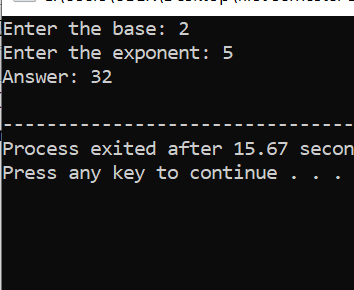 Enter the base: 2
Enter the exponent: 5
Answer: 32
--------------------------------
Process exited after 15.67 secon
Press any key to continue . . .